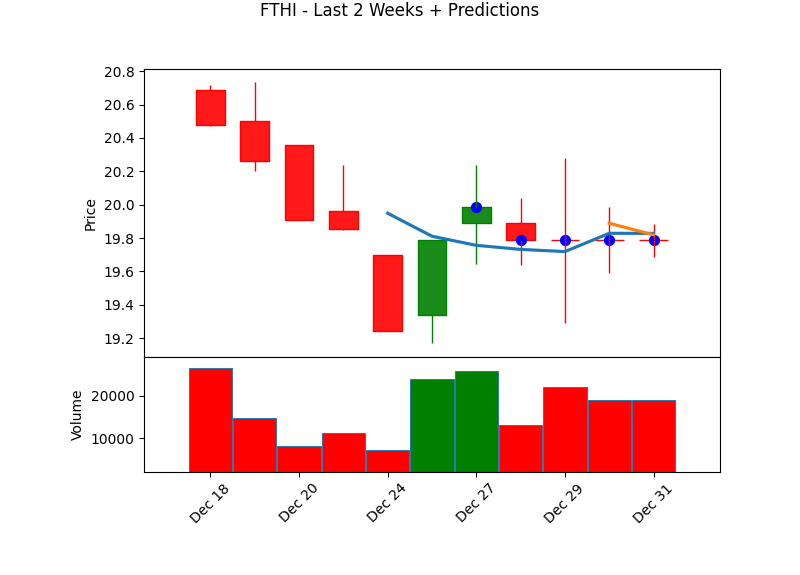 FTHI - Last 2 Weeks + Predictions
20.8
20.6
20.4
20.2
20.0
19.8
19.6
19.4
19.2
Price
20000
10000
Volume
Dec 18
Dec 20
Dec 24
Dec 27
Dec 29
Dec 31